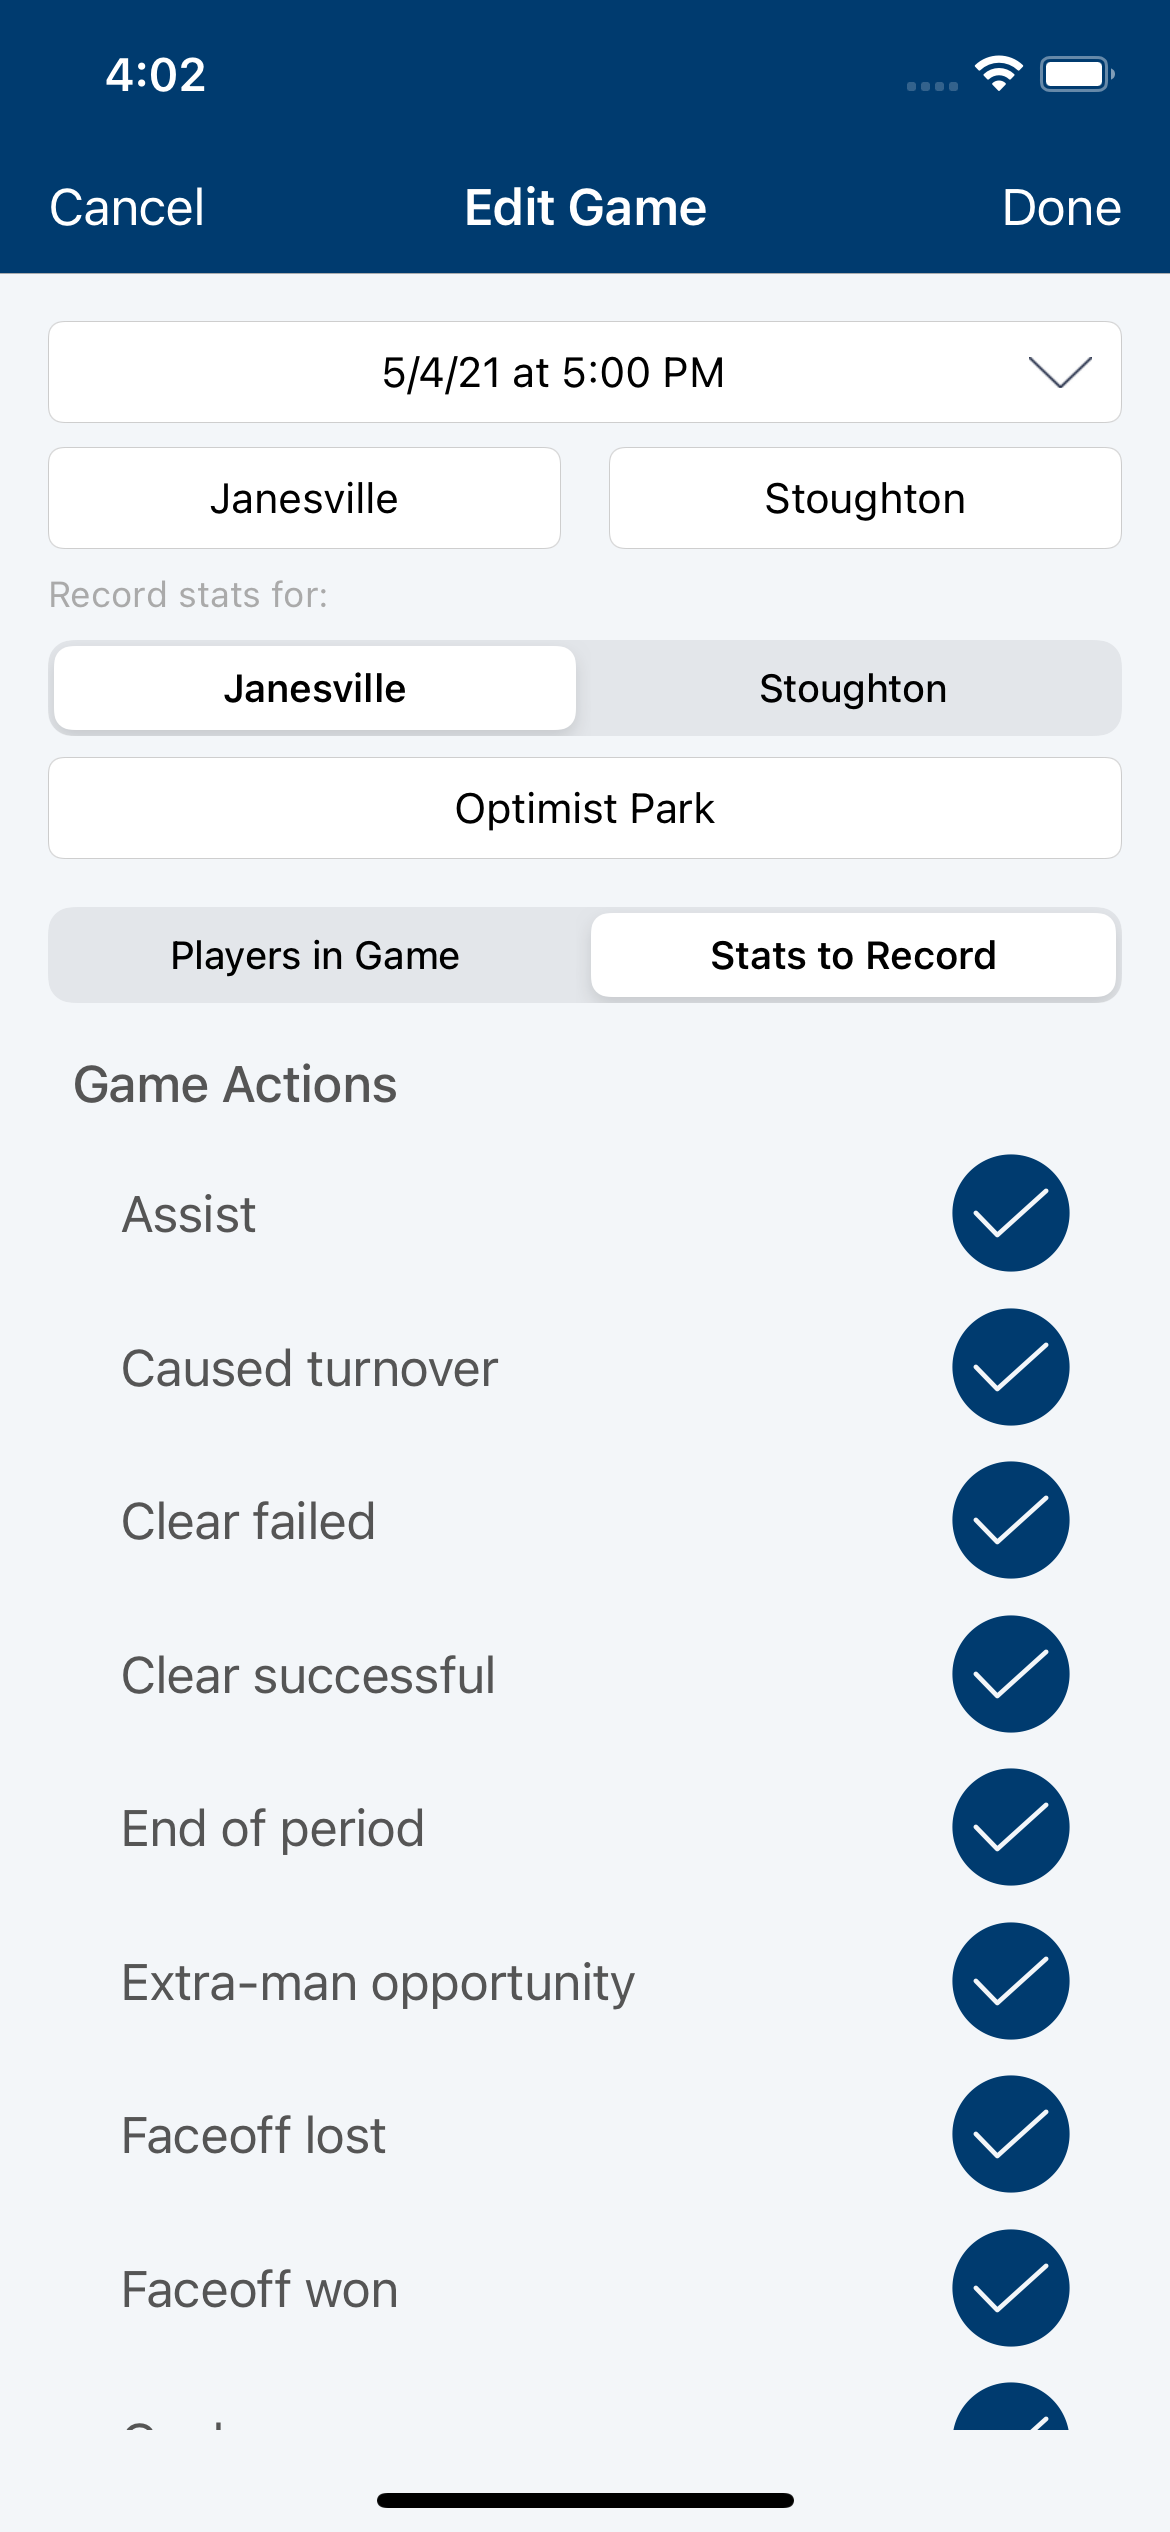 4:02
Cancel Edit Game Done
5/4/21 at 5:00 PM
Janesville Stoughton
Record stats for:
Janesville Stoughton
Optimist Park
Players in Game Stats to Record
Game Actions
Assist
Caused turnover
Clear failed
Clear successful
End of period
Extra-man opportunity
Faceoff lost
Faceoff won